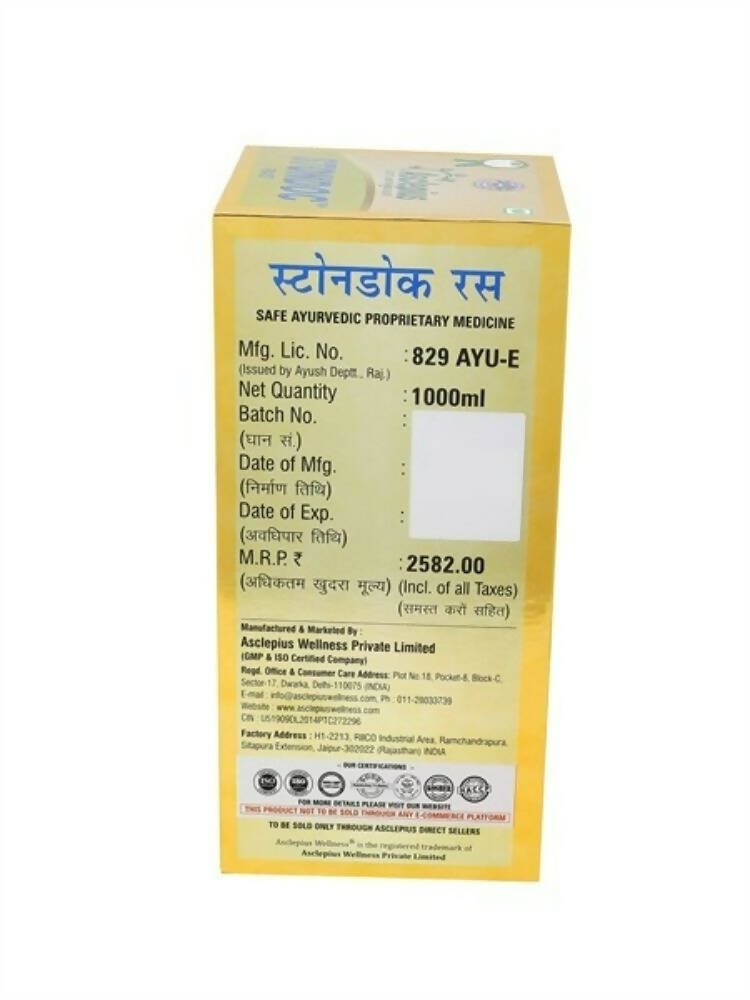 STONDOC
स्टोनडोक रस
SAFE AYURVEDIC PROPRIETARY MEDICINE
Mfg. Lic. No. : 829 AYU-E
(Issued by Ayush Deptt., Raj.)
Net Quantity : 1000ml
Batch No. :
(घान सं.)
Date of Mfg. :
(निर्माण तिथि)
Date of Exp. :
(अवधिपार तिथि)
M.R.P. ₹ : 2582.00
(अधिकतम खुदरा मूल्य) (Incl. of all Taxes)
(समस्त करों सहित)
Manufactured & Marketed By :
Asclepius Wellness Private Limited
(GMP & ISO Certified Company)
Regd. Office & Consumer Care Address: Plot No.18, Pocket-8, Block-C,
Sector-17, Dwarka, Delhi-110075 (INDIA)
E-mail : info@asclepiuswellness.com, Ph : 011-28033739
Website : www.asclepiuswellness.com
CIN : U51909DL2014PTC272296
Factory Address : H1-2213, RIICO Industrial Area, Ramchandrapura,
Sitapura Extension, Jaipur-302022 (Rajasthan) INDIA
- OUR CERTIFICATIONS -
ISO ISO KOSHER HACCP
FOR MORE DETAILS PLEASE VISIT OUR WEBSITE
THIS PRODUCT NOT TO BE SOLD THROUGH ANY E-COMMERCE PLATFORM
TO BE SOLD ONLY THROUGH ASCLEPIUS DIRECT SELLERS
Asclepius Wellness® is the registered trademark of
Asclepius Wellness Private Limited